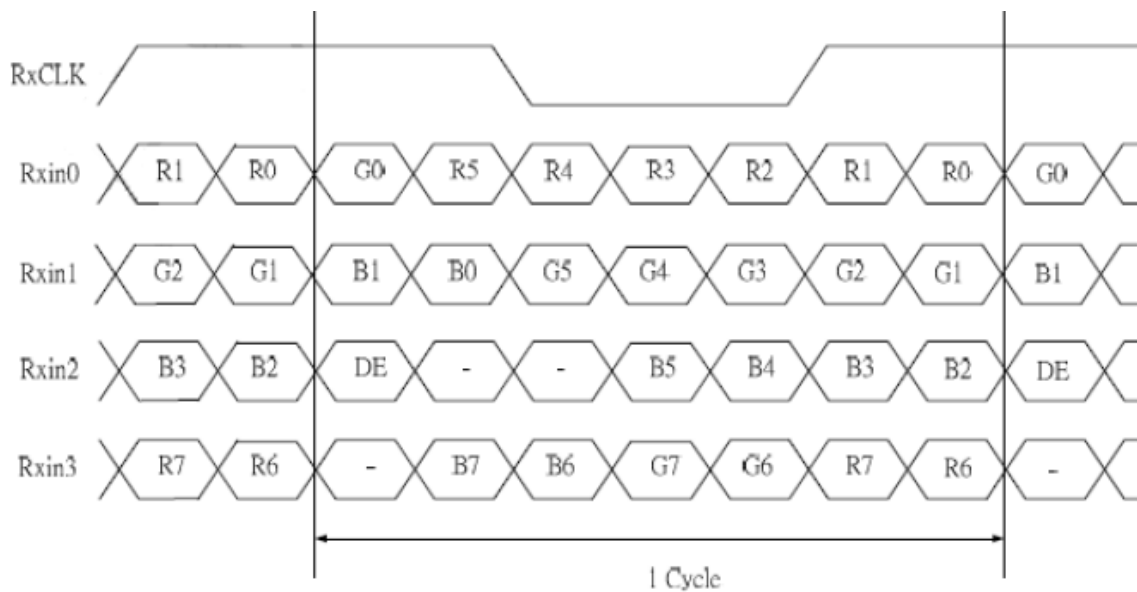 RxCLK
Rxin0 R1 R0 G0 R5 R4 R3 R2 R1 R0 G0
Rxin1 G2 G1 B1 B0 G5 G4 G3 G2 G1 B1
Rxin2 B3 B2 DE - - B5 B4 B3 B2 DE
Rxin3 R7 R6 - B7 B6 G7 G6 R7 R6 -
1 Cycle